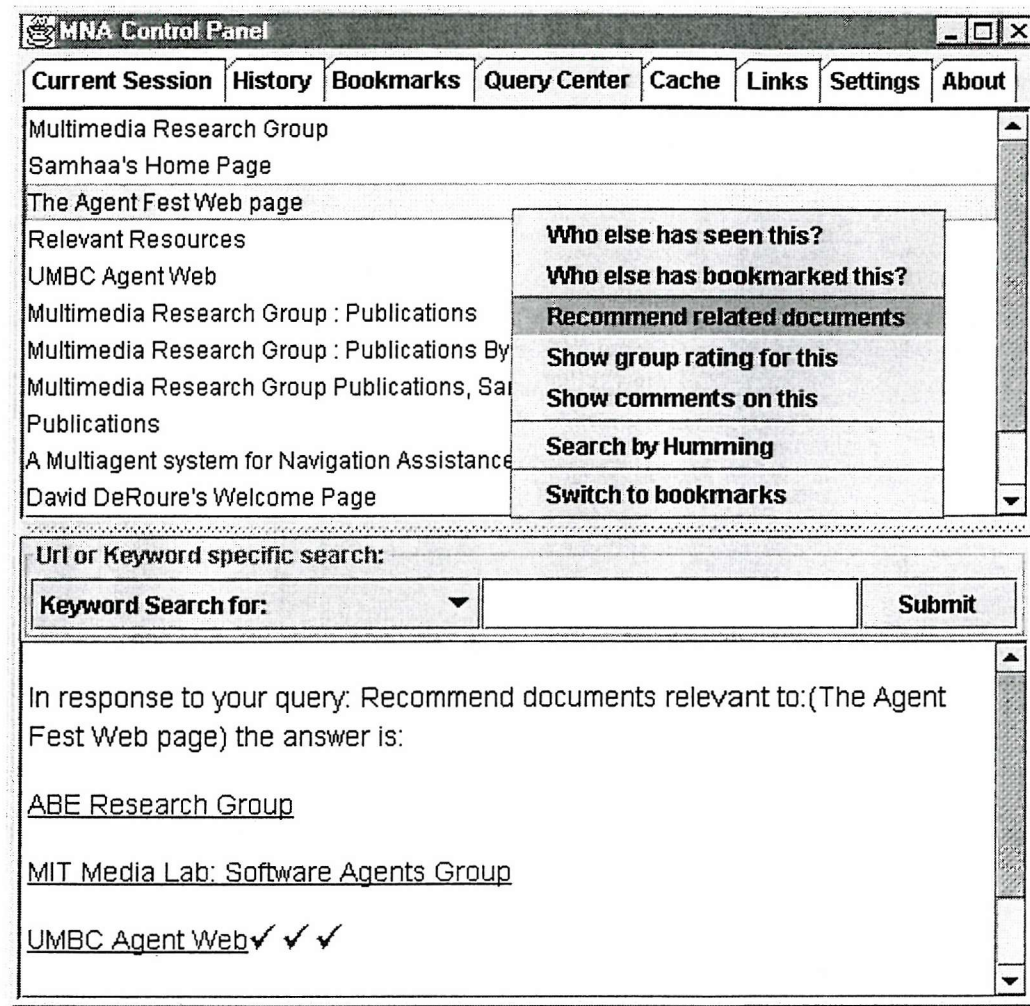 MNA Control Panel
Current Session History Bookmarks Query Center Cache Links Settings About
Multimedia Research Group
Samhaa's Home Page
The Agent Fest Web page
Relevant Resources
UMBC Agent Web
Multimedia Research Group : Publications
Multimedia Research Group : Publications By
Multimedia Research Group Publications, Sa
Publications
A Multiagent system for Navigation Assistance
David DeRoure's Welcome Page
Who else has seen this?
Who else has bookmarked this?
Recommend related documents
Show group rating for this
Show comments on this
Search by Humming
Switch to bookmarks
Url or Keyword specific search:
Keyword Search for: Submit
In response to your query: Recommend documents relevant to:(The Agent
Fest Web page) the answer is:
ABE Research Group
MIT Media Lab: Software Agents Group
UMBC Agent Web✓ ✓ ✓